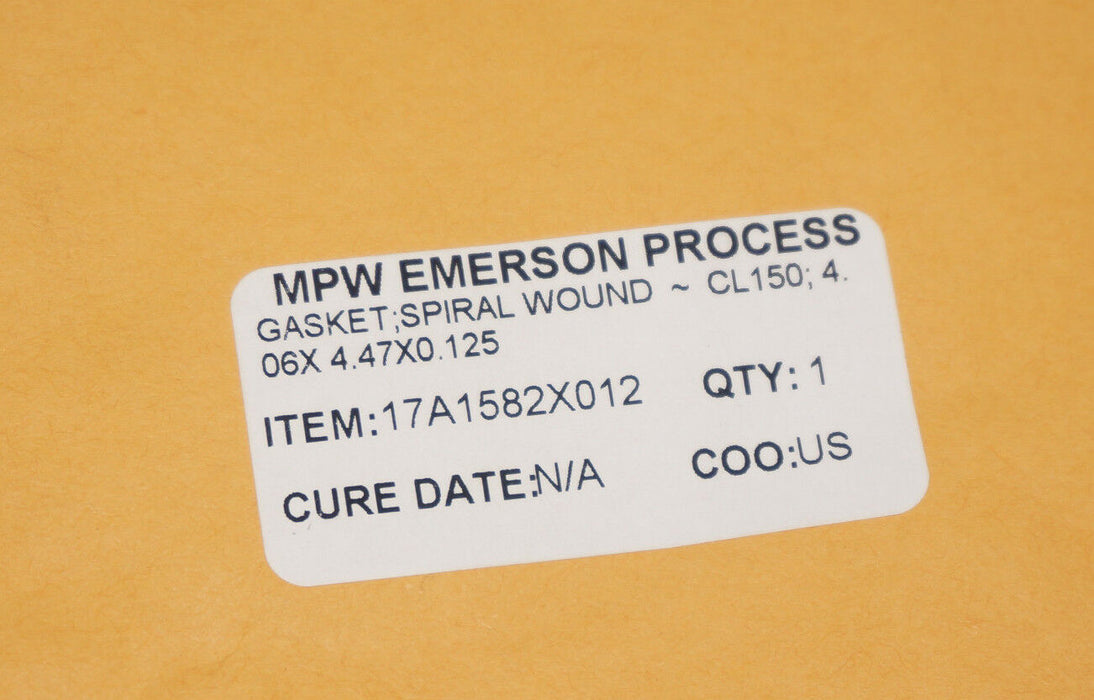 MPW EMERSON PROCESS
GASKET;SPIRAL WOUND ~ CL150; 4.
06X 4.47X0.125
ITEM:17A1582X012 QTY: 1
CURE DATE:N/A COO:US